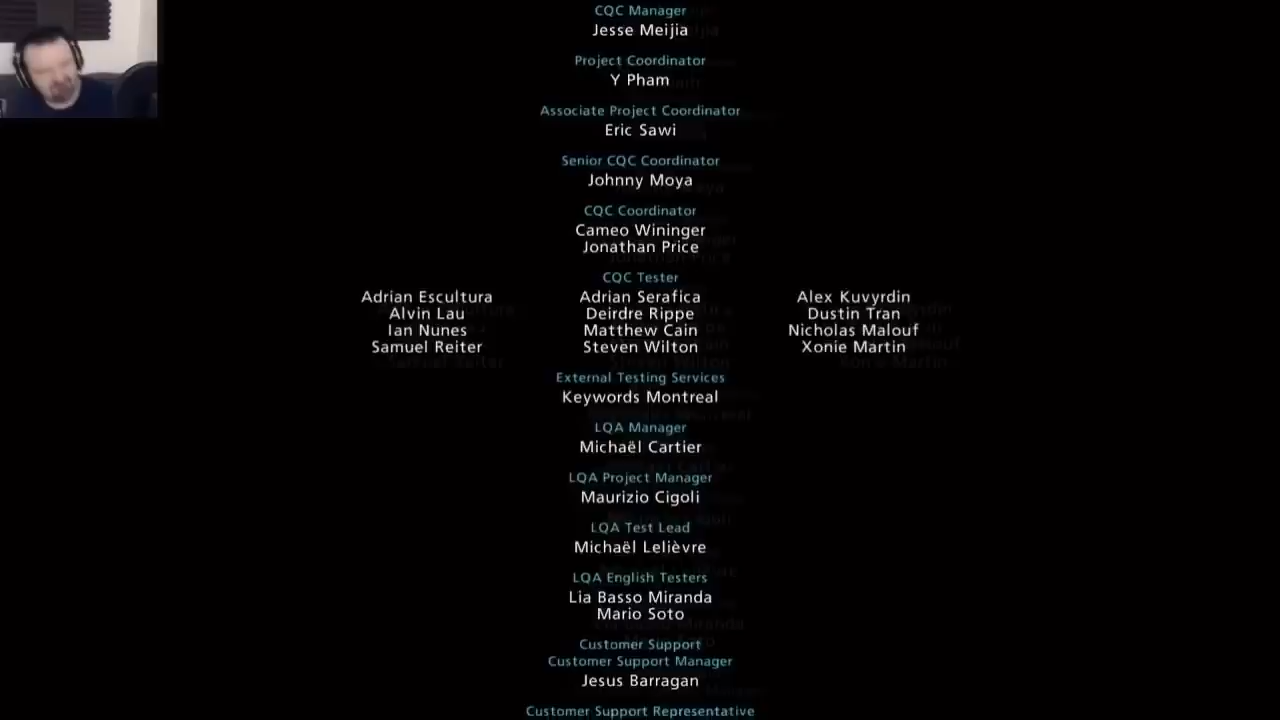 CQC Manager
Jesse Meijia
Project Coordinator
Y Pham
Associate Project Coordinator
Eric Sawi
Senior CQC Coordinator
Johnny Moya
CQC Coordinator
Cameo Wininger
Jonathan Price
CQC Tester
Adrian Escultura Adrian Serafica Alex Kuvyrdin
Alvin Lau Deirdre Rippe Dustin Tran
Ian Nunes Matthew Cain Nicholas Malouf
Samuel Reiter Steven Wilton Xonie Martin
External Testing Services
Keywords Montreal
LQA Manager
Michaël Cartier
LQA Project Manager
Maurizio Cigoli
LQA Test Lead
Michaël Lelièvre
LQA English Testers
Lia Basso Miranda
Mario Soto
Customer Support
Customer Support Manager
Jesus Barragan
Customer Support Representative